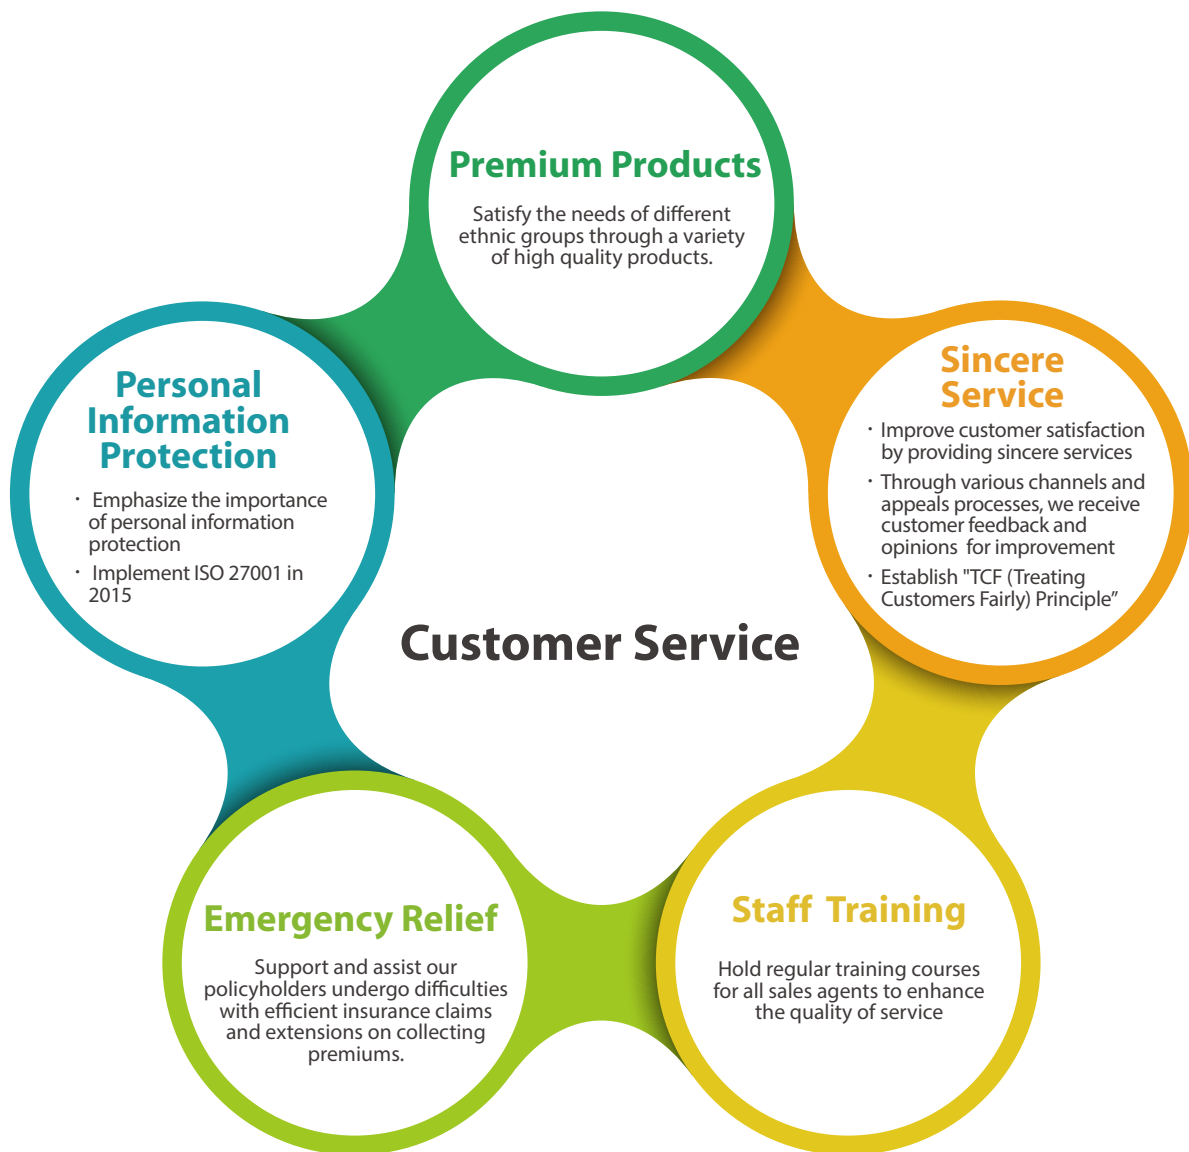 Premium Products
Satisfy the needs of different
ethnic groups through a variety
of high quality products.
Sincere
Service
· Improve customer satisfaction
by providing sincere services
· Through various channels and
appeals processes, we receive
customer feedback and
opinions  for improvement
· Establish "TCF (Treating
Customers Fairly) Principle”
Personal
Information
Protection
· Emphasize the importance
of personal information
protection
· Implement ISO 27001 in
2015
Customer Service
Staff  Training
Hold regular training courses
for all sales agents to enhance
the quality of service
Emergency Relief
Support and assist our
policyholders undergo difficulties
with efficient insurance claims
and extensions on collecting
premiums.